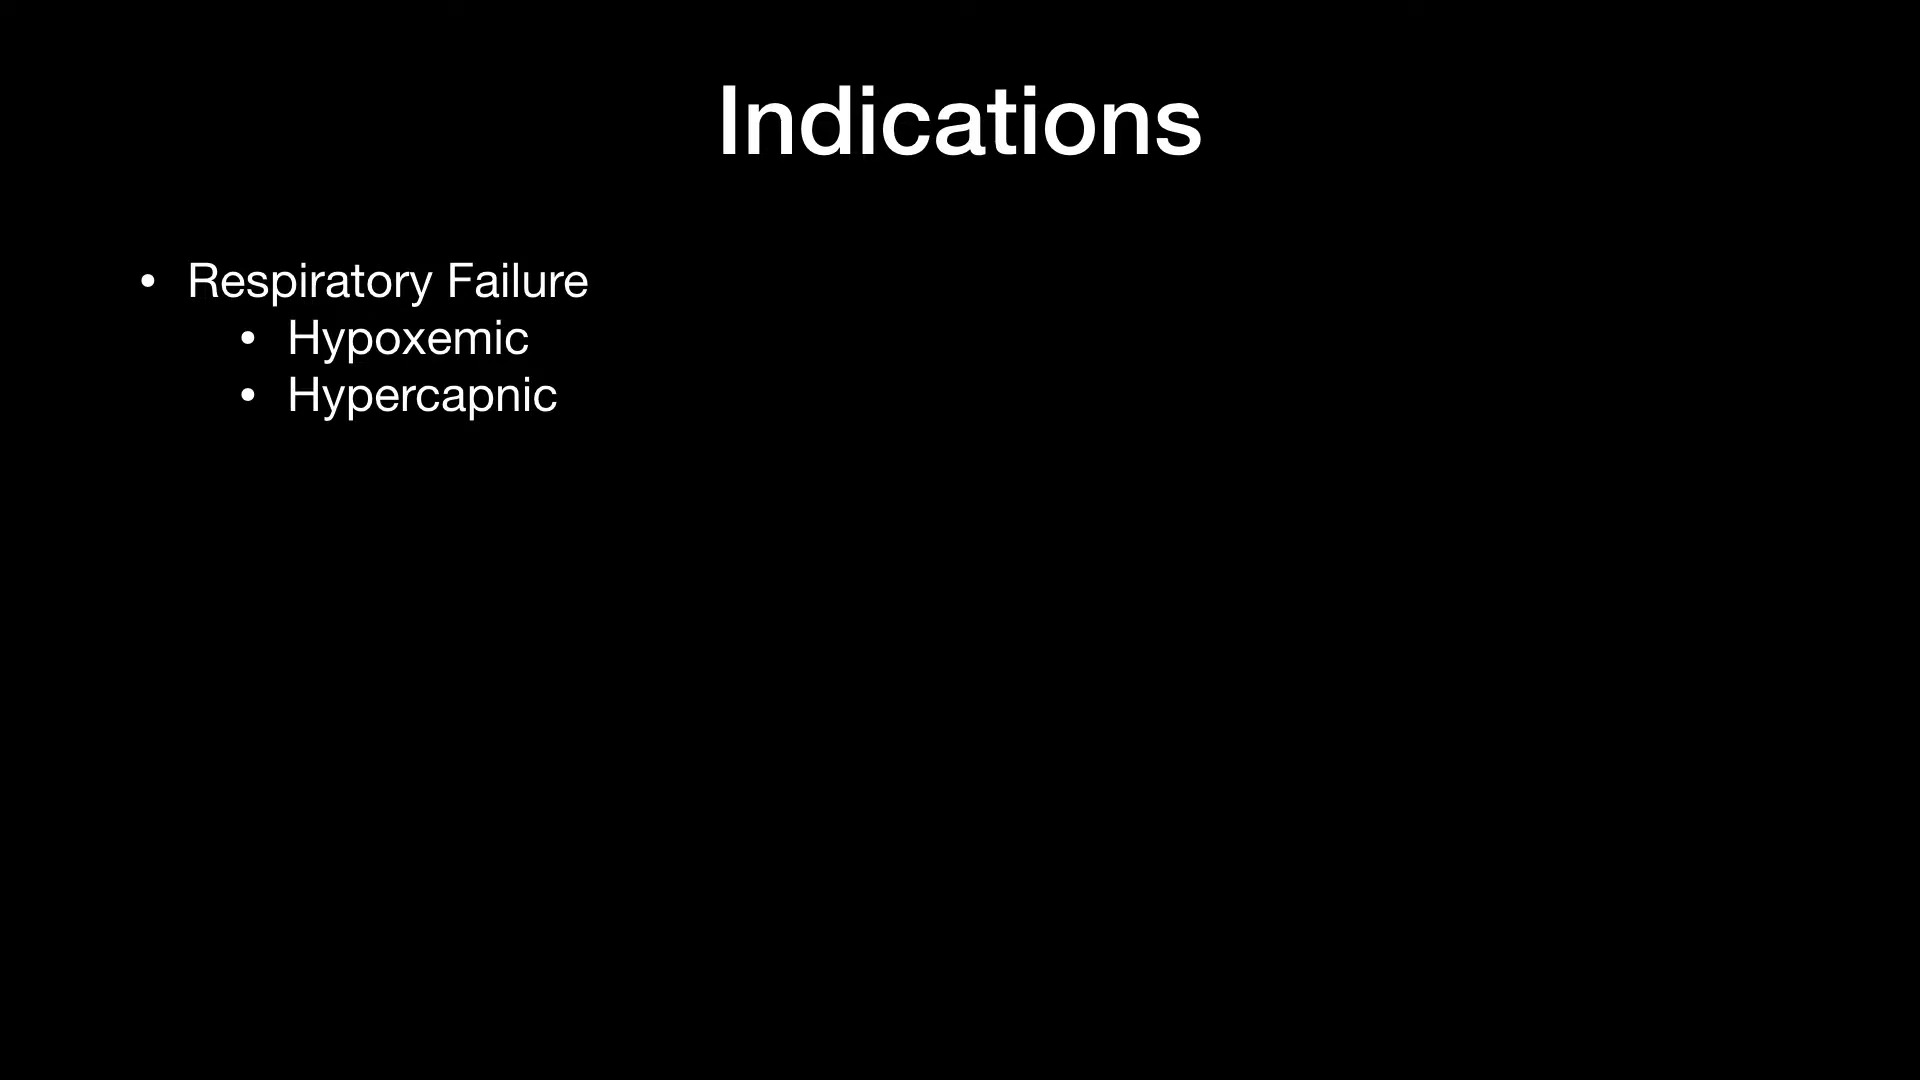 Indications
• Respiratory Failure
• Hypoxemic
• Hypercapnic